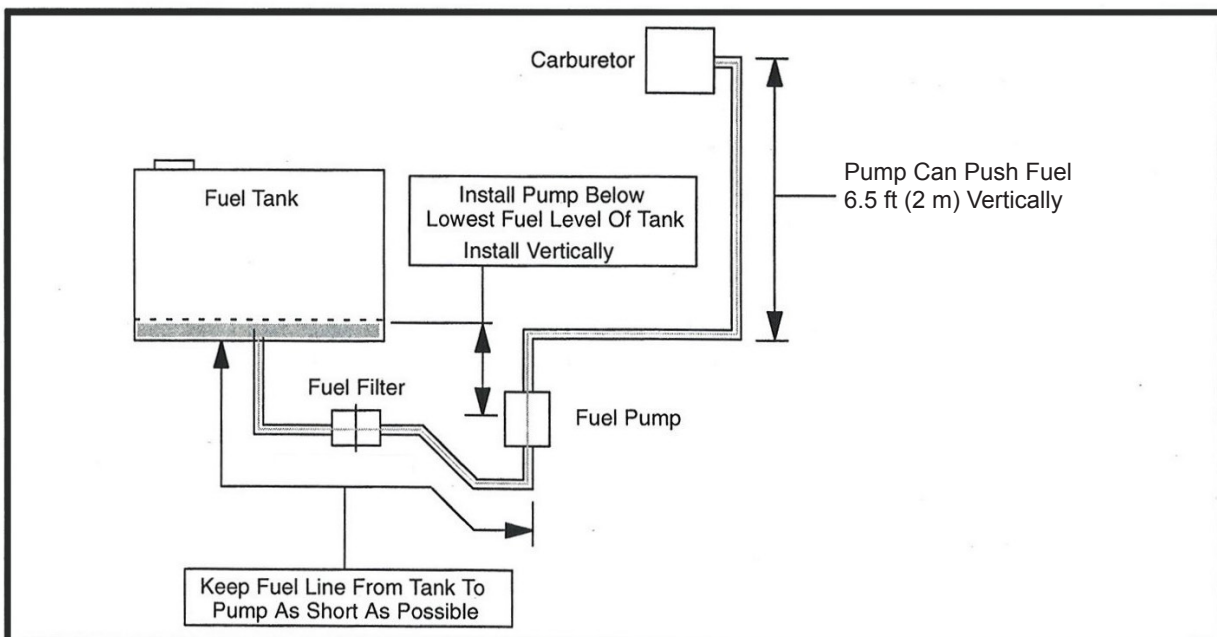 Carburetor
Pump Can Push Fuel
6.5 ft (2 m) Vertically
Fuel Tank
Install Pump Below
Lowest Fuel Level Of Tank
Install Vertically
Fuel Filter
Fuel Pump
Keep Fuel Line From Tank To
Pump As Short As Possible